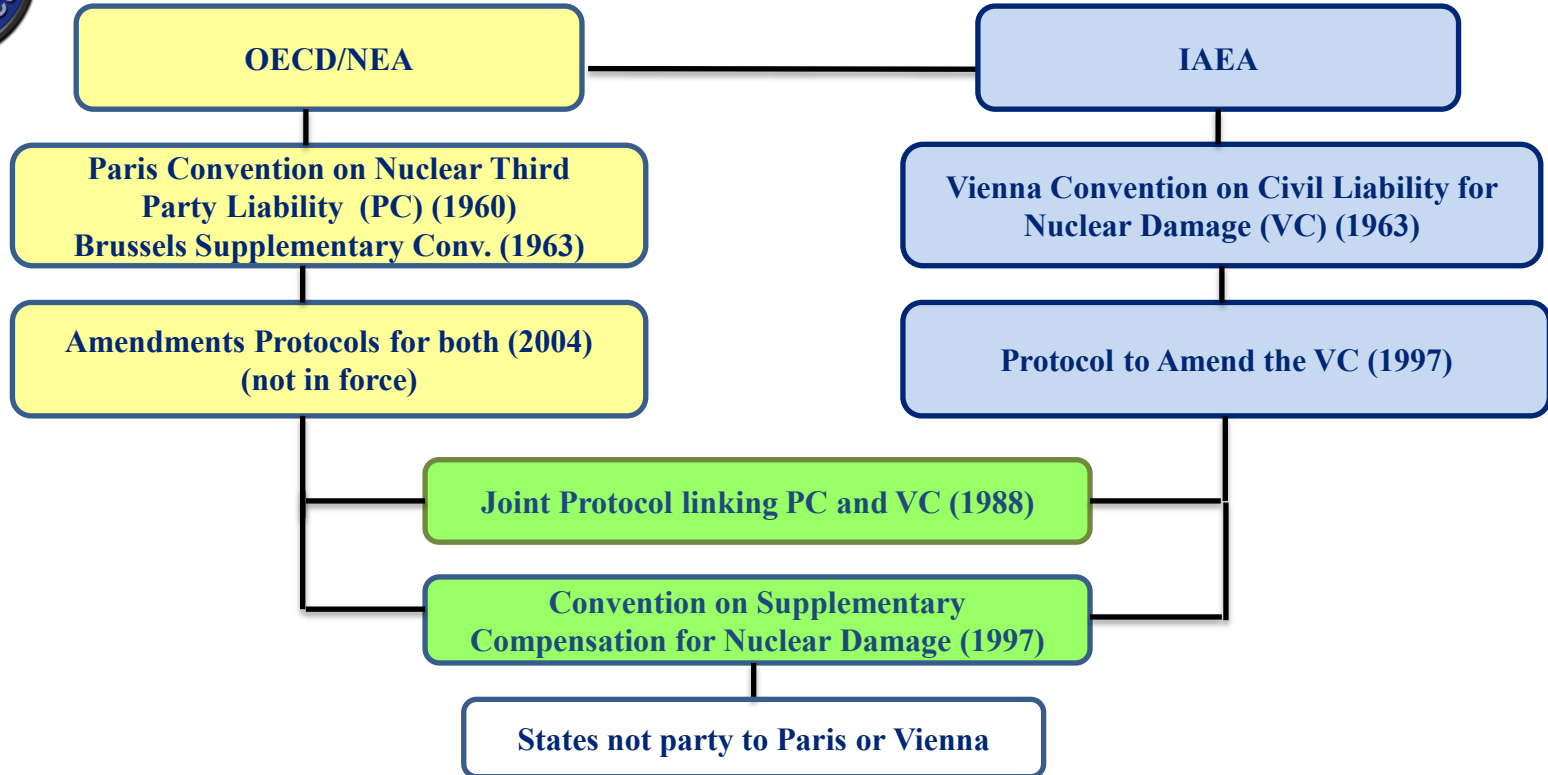 OECD/NEA
IAEA
Paris Convention on Nuclear Third
Party Liability (PC) (1960)
Brussels Supplementary Conv. (1963)
Vienna Convention on Civil Liability for
Nuclear Damage (VC) (1963)
Amendments Protocols for both (2004)
(not in force)
Protocol to Amend the VC (1997)
Joint Protocol linking PC and VC (1988)
Convention on Supplementary
Compensation for Nuclear Damage (1997)
States not party to Paris or Vienna